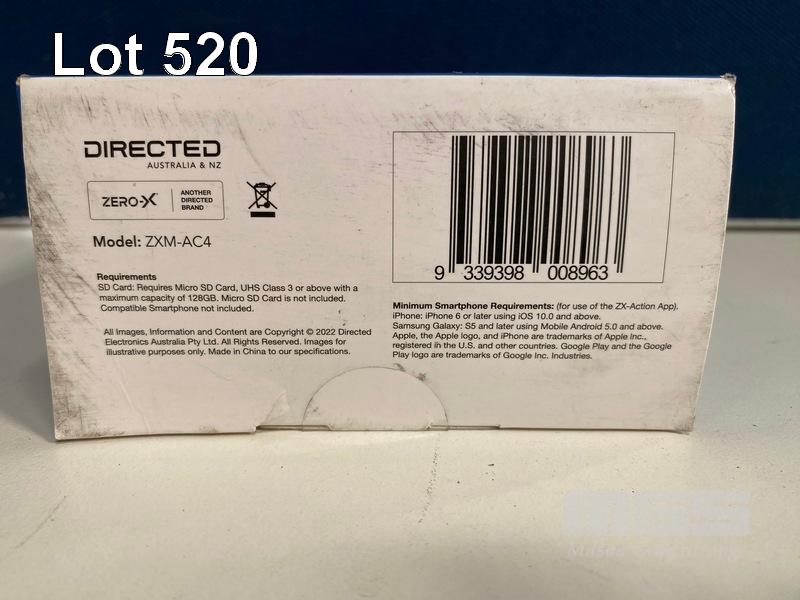 Lot 520
DIRECTED
AUSTRALIA & NZ
ZERO-X
ANOTHER
DIRECTED
BRAND
Model: ZXM-AC4
Requirements
SD Card: Requires Micro SD Card, UHS Class 3 or above with a
maximum capacity of 128GB. Micro SD Card is not included.
Compatible Smartphone not included.
All Images, Information and Content are Copyright © 2022 Directed
Electronics Australia Pty Ltd. All Rights Reserved. Images for
illustrative purposes only. Made in China to our specifications.
9 339398 008963
Minimum Smartphone Requirements: (for use of the ZX-Action App).
iPhone: iPhone 6 or later using iOS 10.0 and above.
Samsung Galaxy: S5 and later using Mobile Android 5.0 and above.
Apple, the Apple logo, and iPhone are trademarks of Apple Inc.,
registered in the U.S. and other countries. Google Play and the Google
Play logo are trademarks of Google Inc. Industries.
MGS